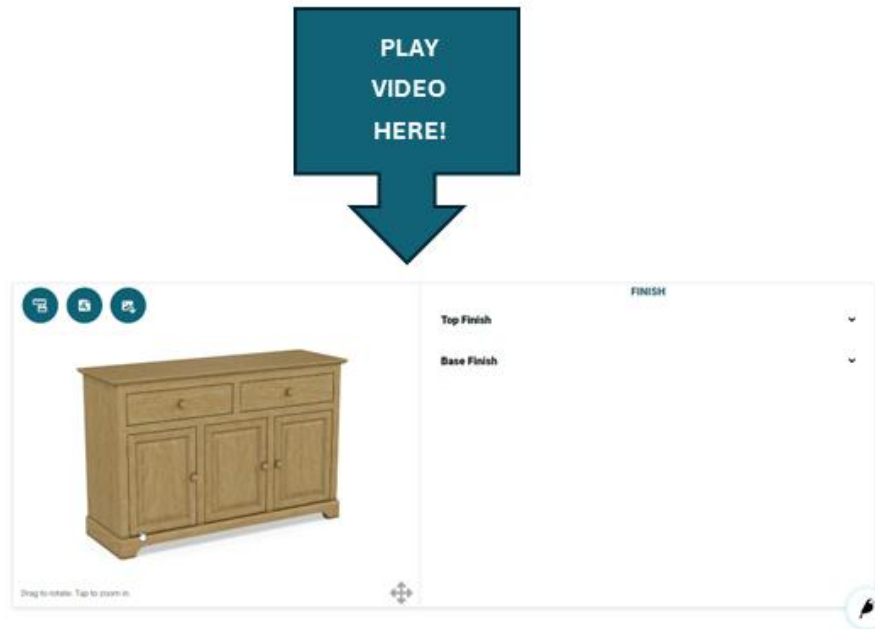 PLAY
VIDEO
HERE!
FINISH
Top Finish
Base Finish
Drag to rotate. Tap to zoom in.